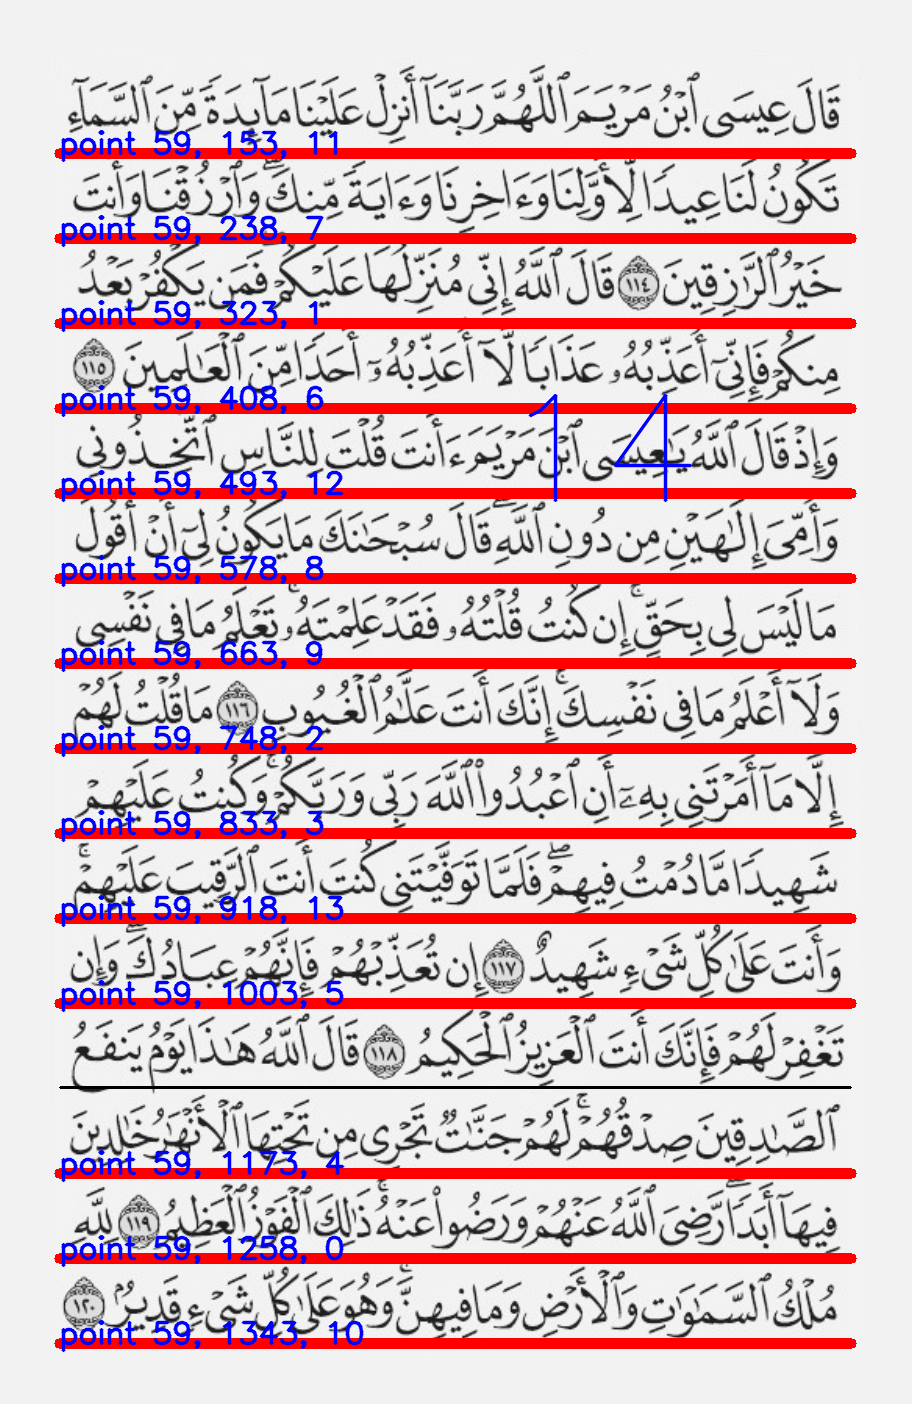 قَالَ عِيسَى ٱبۡنُ مَرۡيَمَ ٱللَّهُمَّ رَبَّنَآ أَنزِلۡ عَلَيۡنَا مَآئِدَةٗ مِّنَ ٱلسَّمَآءِ
point 59, 153, 11
تَكُونُ لَنَا عِيدٗا لِّأَوَّلِنَا وَءَاخِرِنَا وَءَايَةٗ مِّنكَۖ وَٱرۡزُقۡنَا وَأَنتَ
point 59, 238, 7
خَيۡرُ ٱلرَّٰزِقِينَ ١١٤ قَالَ ٱللَّهُ إِنِّي مُنَزِّلُهَا عَلَيۡكُمۡۖ فَمَن يَكۡفُرۡ بَعۡدُ
point 59, 323, 1
مِنكُمۡ فَإِنِّيٓ أُعَذِّبُهُۥ عَذَابٗا لَّآ أُعَذِّبُهُۥٓ أَحَدٗا مِّنَ ٱلۡعَٰلَمِينَ ١١٥
point 59, 408, 6
14
وَإِذۡ قَالَ ٱللَّهُ يَٰعِيسَى ٱبۡنَ مَرۡيَمَ ءَأَنتَ قُلۡتَ لِلنَّاسِ ٱتَّخِذُونِي
point 59, 493, 12
وَأُمِّيَ إِلَٰهَيۡنِ مِن دُونِ ٱللَّهِۖ قَالَ سُبۡحَٰنَكَ مَا يَكُونُ لِيٓ أَنۡ أَقُولَ
point 59, 578, 8
مَا لَيۡسَ لِي بِحَقٍّۚ إِن كُنتُ قُلۡتُهُۥ فَقَدۡ عَلِمۡتَهُۥۚ تَعۡلَمُ مَا فِي نَفۡسِي
point 59, 663, 9
وَلَآ أَعۡلَمُ مَا فِي نَفۡسِكَۚ إِنَّكَ أَنتَ عَلَّٰمُ ٱلۡغُيُوبِ ١١٦ مَا قُلۡتُ لَهُمۡ
point 59, 748, 2
إِلَّا مَآ أَمَرۡتَنِي بِهِۦٓ أَنِ ٱعۡبُدُواْ ٱللَّهَ رَبِّي وَرَبَّكُمۡۚ وَكُنتُ عَلَيۡهِمۡ
point 59, 833, 3
شَهِيدٗا مَّا دُمۡتُ فِيهِمۡۖ فَلَمَّا تَوَفَّيۡتَنِي كُنتَ أَنتَ ٱلرَّقِيبَ عَلَيۡهِمۡۚ
point 59, 918, 13
وَأَنتَ عَلَىٰ كُلِّ شَيۡءٖ شَهِيدٌ ١١٧ إِن تُعَذِّبۡهُمۡ فَإِنَّهُمۡ عِبَادُكَۖ وَإِن
point 59, 1003, 5
تَغۡفِرۡ لَهُمۡ فَإِنَّكَ أَنتَ ٱلۡعَزِيزُ ٱلۡحَكِيمُ ١١٨ قَالَ ٱللَّهُ هَٰذَا يَوۡمُ يَنفَعُ
ٱلصَّٰدِقِينَ صِدۡقُهُمۡۚ لَهُمۡ جَنَّٰتٞ تَجۡرِي مِن تَحۡتِهَا ٱلۡأَنۡهَٰرُ خَٰلِدِينَ
point 59, 1173, 4
فِيهَآ أَبَدٗاۖ رَّضِيَ ٱللَّهُ عَنۡهُمۡ وَرَضُواْ عَنۡهُۚ ذَٰلِكَ ٱلۡفَوۡزُ ٱلۡعَظِيمُ ١١٩ لِلَّهِ
point 59, 1258, 0
مُلۡكُ ٱلسَّمَٰوَٰتِ وَٱلۡأَرۡضِ وَمَا فِيهِنَّۚ وَهُوَ عَلَىٰ كُلِّ شَيۡءٖ قَدِيرُۢ ١٢٠
point 59, 1343, 10